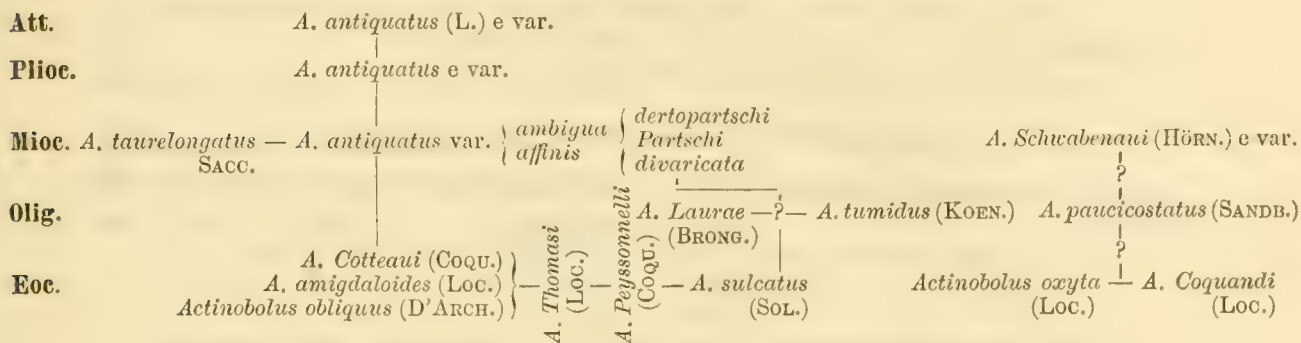 Att. A. antiquatus (L.) e var.
Plioc. A. antiquatus e var.
Mioc. A. taurelongatus — A. antiquatus var. { ambigua { dertopartschi
SACC. { affinis { Partschi
{ divaricata
A. Schwabenaui (HÖRN.) e var.
?
Olig. A. Laurae —?— A. tumidus (KOEN.) A. paucicostatus (SANDB.)
(BRONG.)
?
Eoc. A. Cotteaui (COQU.)
A. amigdaloides (LOC.)
Actinobolus obliquus (D'ARCH.)
— A. Thomasi
(LOC.)
— A. Peyssonnelli
(COQU.)
— A. sulcatus
(SOL.)
Actinobolus oxyta — A. Coquandi
(LOC.) (LOC.)